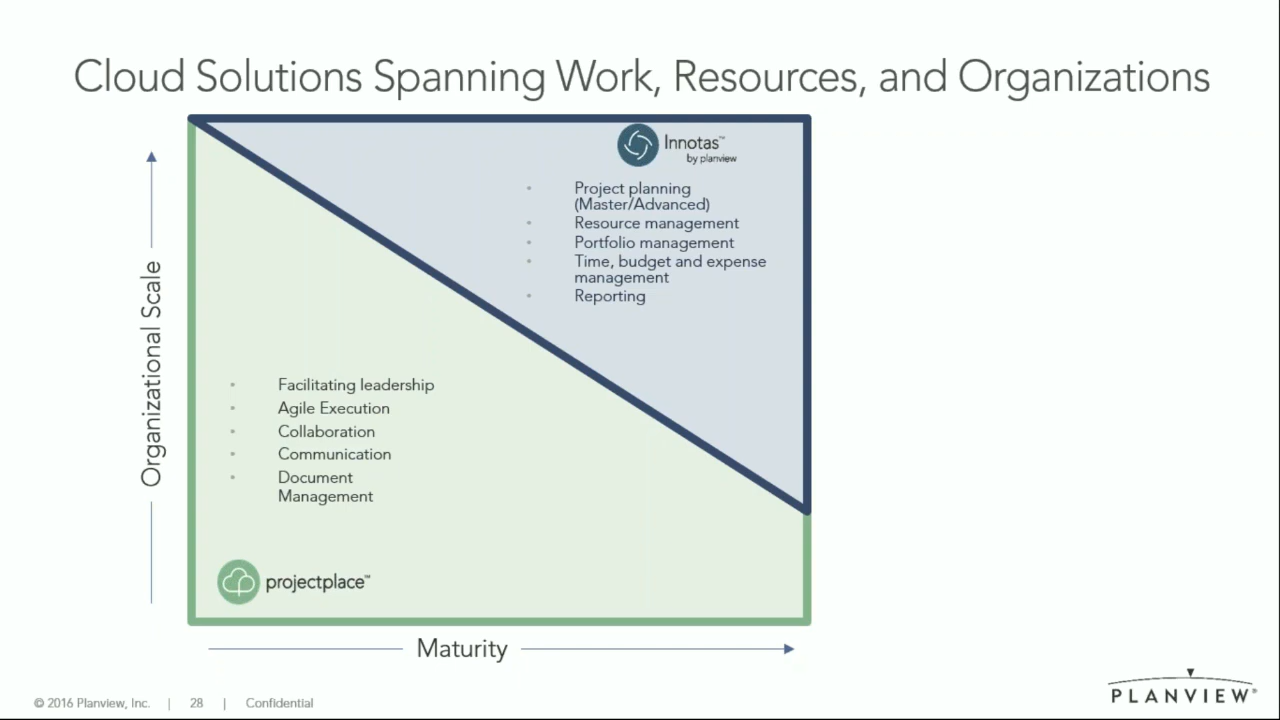 Cloud Solutions Spanning Work, Resources, and Organizations
Innotas™
by planview
• Project planning
(Master/Advanced)
• Resource management
• Portfolio management
• Time, budget and expense
management
• Reporting
Organizational Scale
• Facilitating leadership
• Agile Execution
• Collaboration
• Communication
• Document
Management
projectplace™
Maturity
© 2016 Planview, Inc. | 28 | Confidential
PLANVIEW®